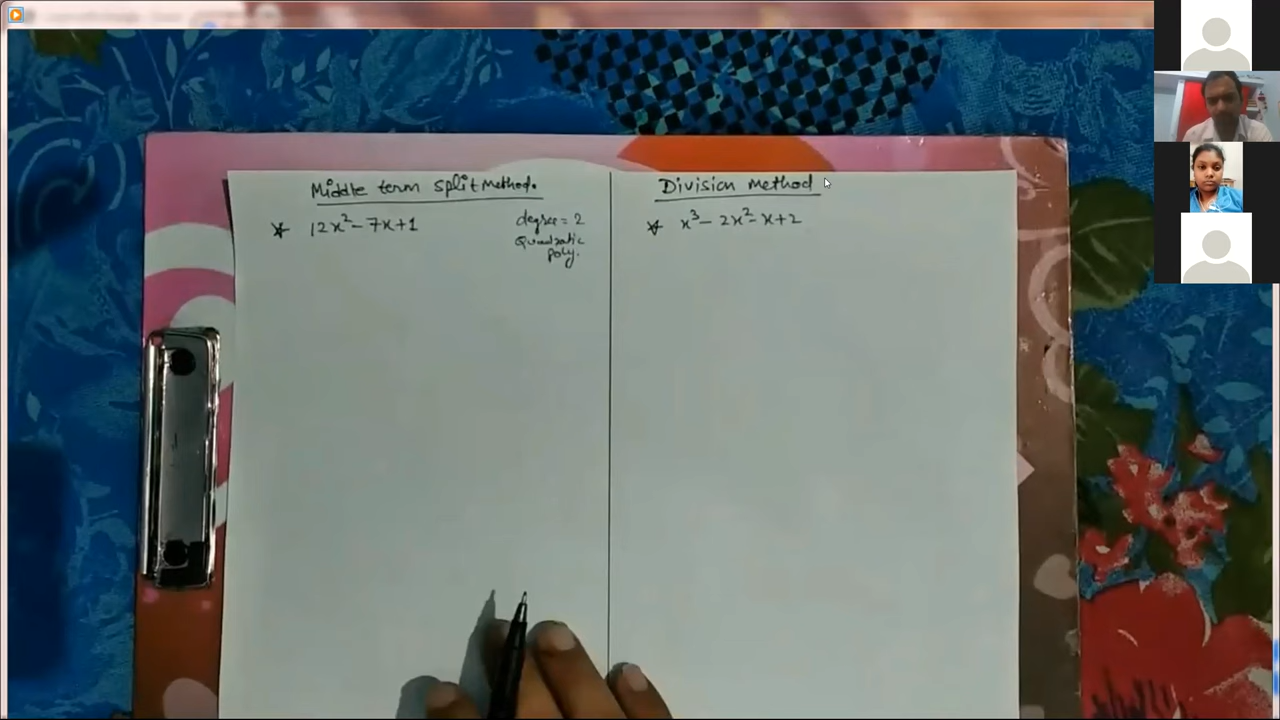 Middle term split Method.
☆ 12x² - 7x + 1
degree = 2
Quadratic
poly.
Division method
☆ x³ - 2x² - x + 2